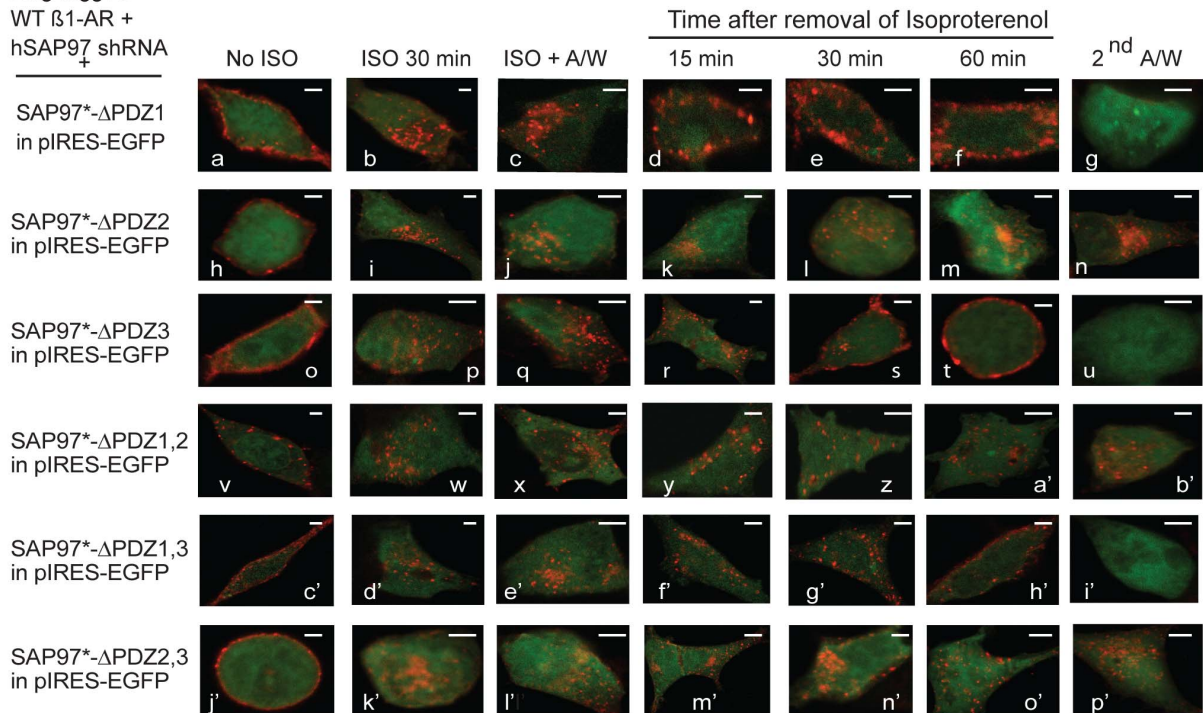 WT ß1-AR +
hSAP97 shRNA
+
Time after removal of Isoproterenol
No ISO ISO 30 min ISO + A/W 15 min 30 min 60 min 2nd A/W
SAP97*-ΔPDZ1
in pIRES-EGFP
a b c d e f g
SAP97*-ΔPDZ2
in pIRES-EGFP
h i j k l m n
SAP97*-ΔPDZ3
in pIRES-EGFP
o p q r s t u
SAP97*-ΔPDZ1,2
in pIRES-EGFP
v w x y z a' b'
SAP97*-ΔPDZ1,3
in pIRES-EGFP
c' d' e' f' g' h' i'
SAP97*-ΔPDZ2,3
in pIRES-EGFP
j' k' l' m' n' o' p'